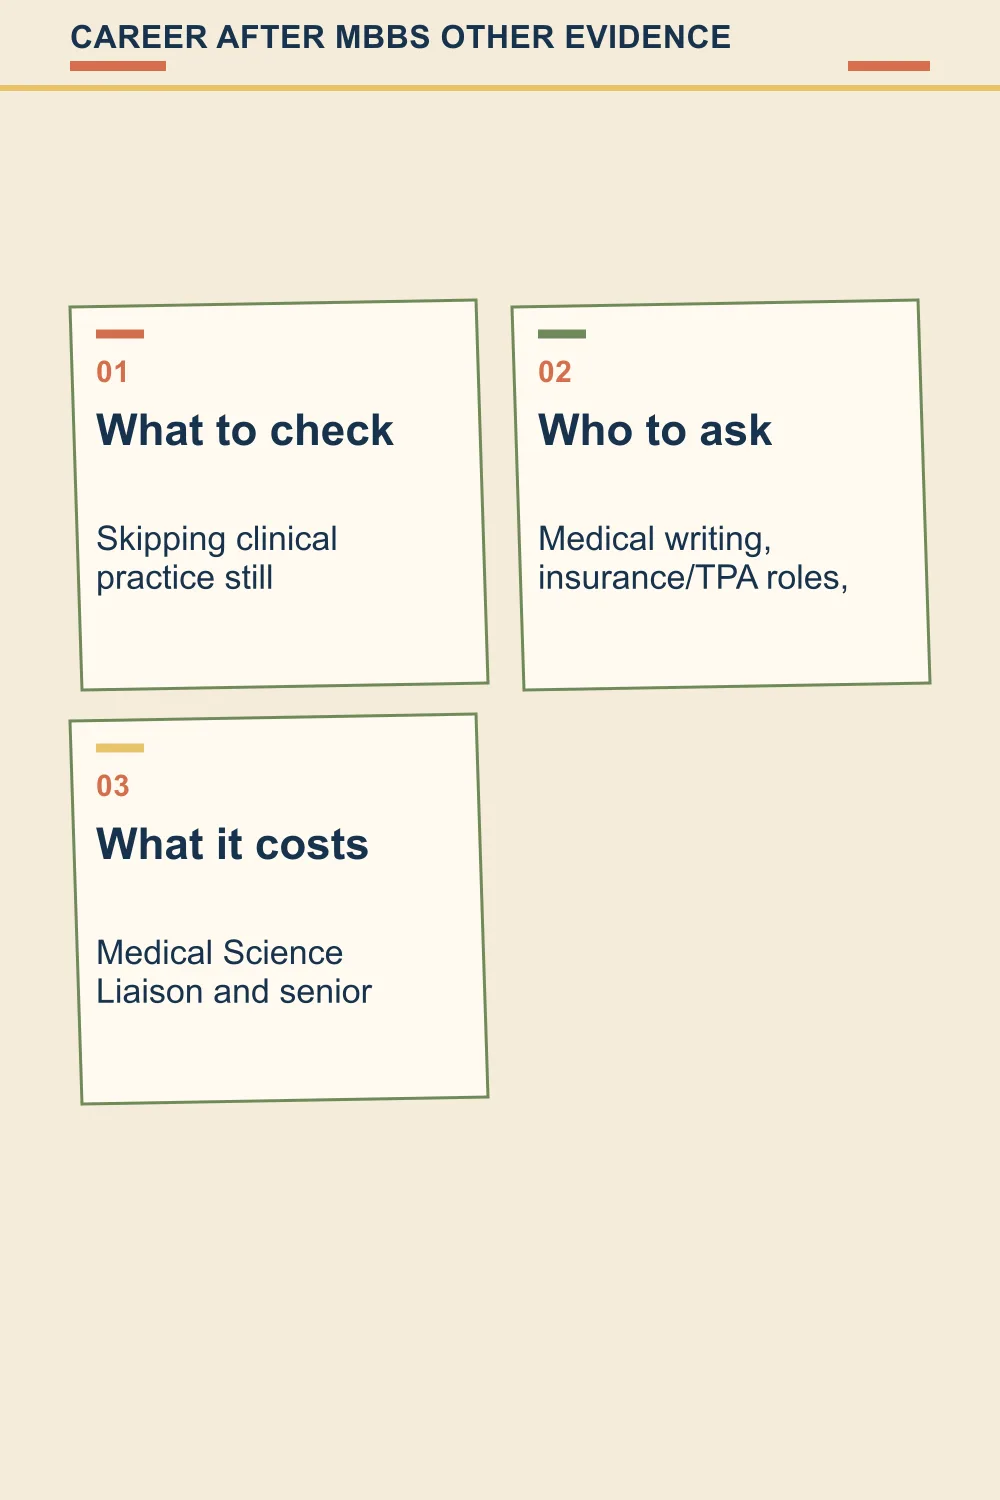 CAREER AFTER MBBS OTHER EVIDENCE
01
What to check
Skipping clinical
practice still
02
Who to ask
Medical writing,
insurance/TPA roles,
03
What it costs
Medical Science
Liaison and senior